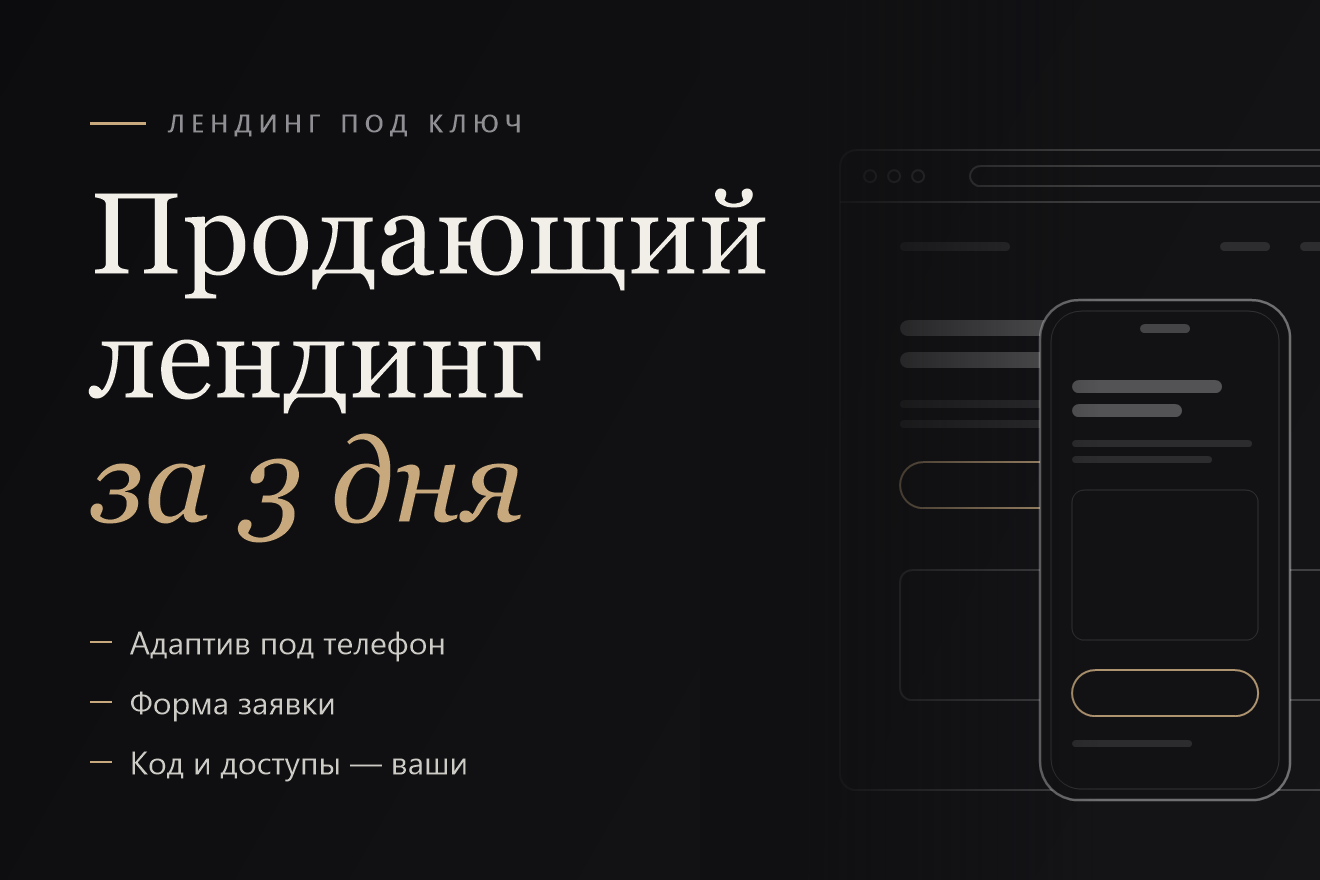 ЛЕНДИНГ ПОД КЛЮЧ
Продающий
лендинг
за 3 дня
Адаптив под телефон
Форма заявки
Код и доступы — ваши